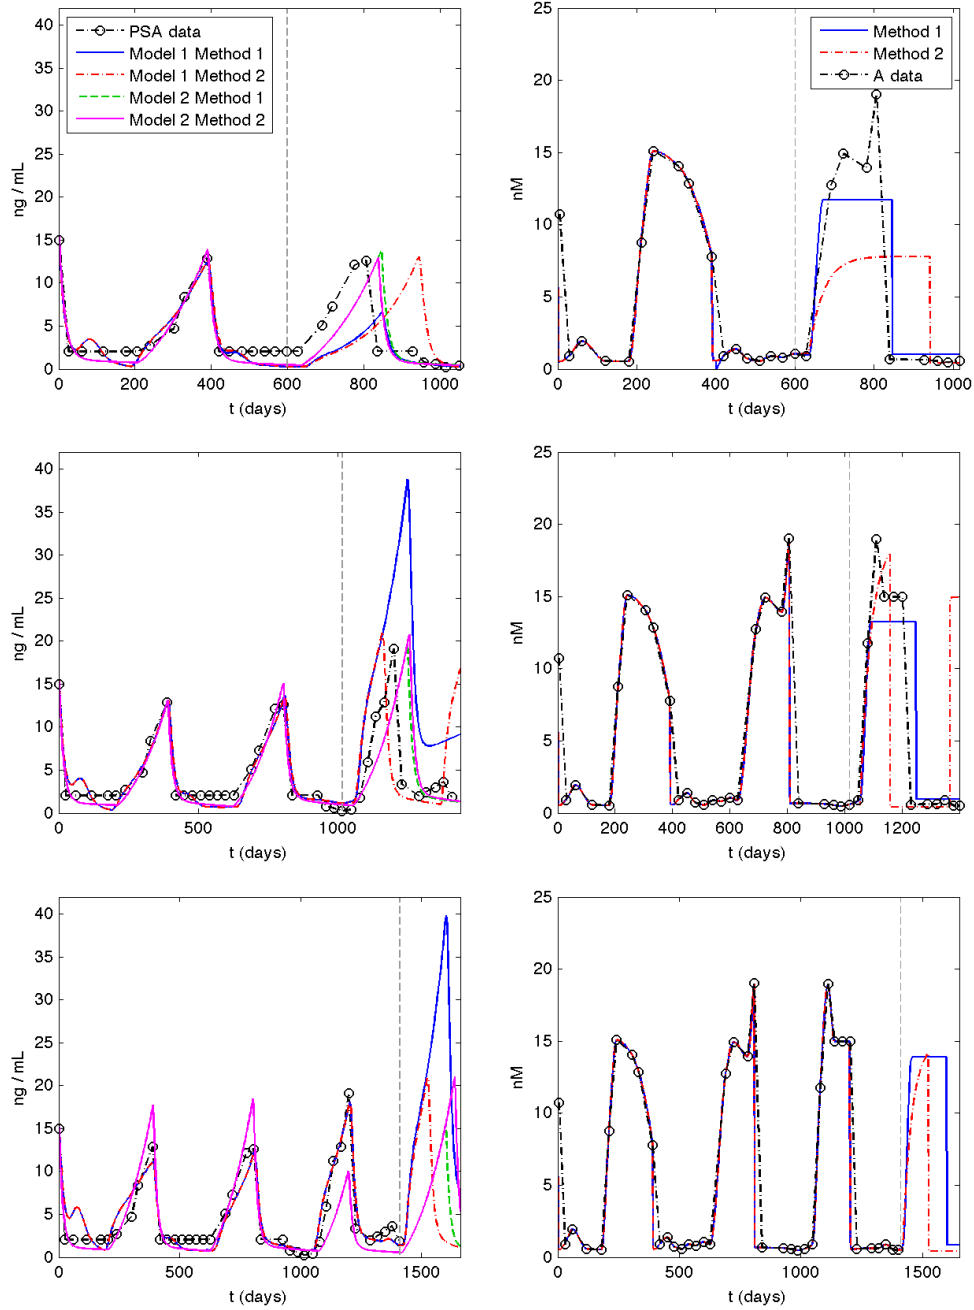 PSA data
Model 1 Method 1
Model 1 Method 2
Model 2 Method 1
Model 2 Method 2
ng / mL
40
35
30
25
20
15
10
5
0
0 200 400 600 800 1000
t (days)
Method 1
Method 2
A data
nM
25
20
15
10
5
0
0 200 400 600 800 1000
t (days)
ng / mL
40
35
30
25
20
15
10
5
0
0 500 1000
t (days)
nM
25
20
15
10
5
0
0 200 400 600 800 1000 1200
t (days)
ng / mL
40
35
30
25
20
15
10
5
0
0 500 1000 1500
t (days)
nM
25
20
15
10
5
0
0 500 1000 1500
t (days)